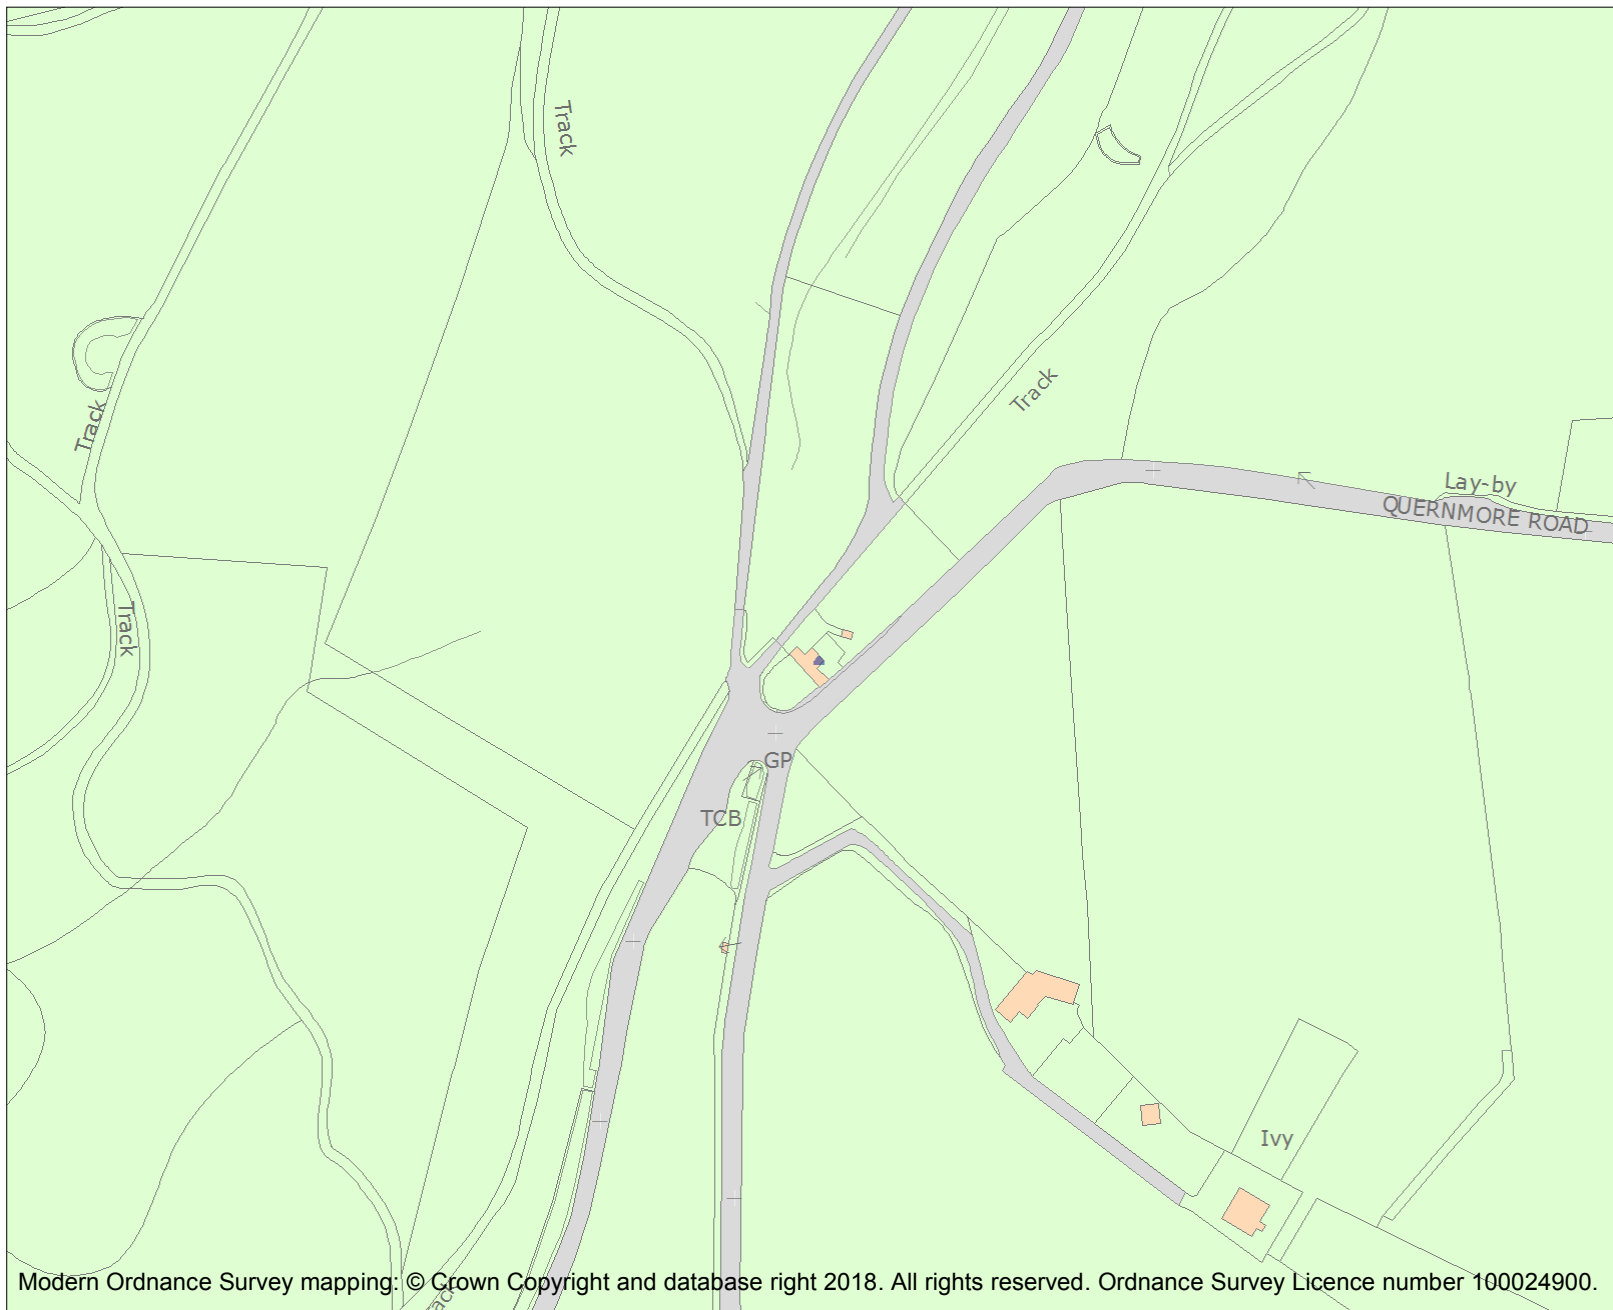 Track
Track
Track
Lay-by
QUERNMORE ROAD
Track
GP
TCB
Ivy
Modern Ordnance Survey mapping: © Crown Copyright and database right 2018. All rights reserved. Ordnance Survey Licence number 100024900.